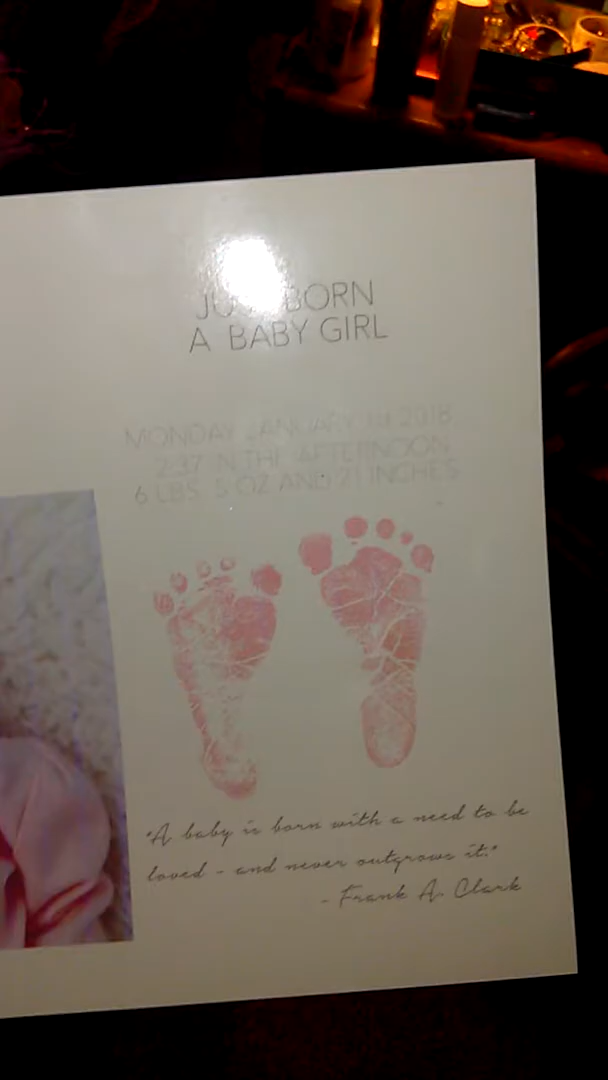 JUST BORN
A BABY GIRL
MONDAY JANUARY 2018
2:37 IN THE AFTERNOON
6 LBS. 5 OZ AND 21 INCHES
"A baby is born with a need to be
loved - and never outgrows it."
- Frank A. Clark